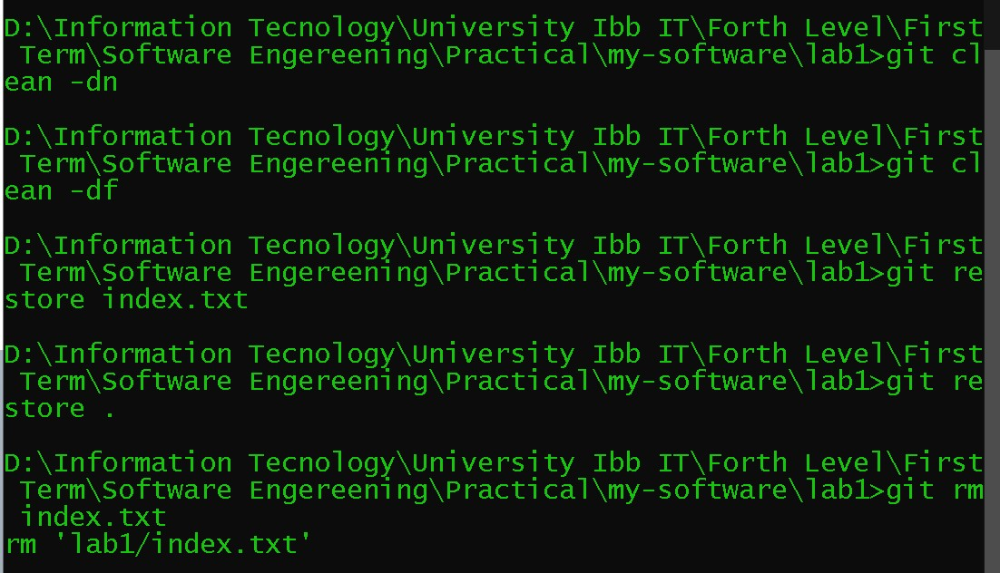 D:\Information Tecnology\University Ibb IT\Forth Level\First
 Term\Software Engereening\Practical\my-software\lab1>git cl
ean -dn
D:\Information Tecnology\University Ibb IT\Forth Level\First
 Term\Software Engereening\Practical\my-software\lab1>git cl
ean -df
D:\Information Tecnology\University Ibb IT\Forth Level\First
 Term\Software Engereening\Practical\my-software\lab1>git re
store index.txt
D:\Information Tecnology\University Ibb IT\Forth Level\First
 Term\Software Engereening\Practical\my-software\lab1>git re
store .
D:\Information Tecnology\University Ibb IT\Forth Level\First
 Term\Software Engereening\Practical\my-software\lab1>git rm
 index.txt
rm 'lab1/index.txt'